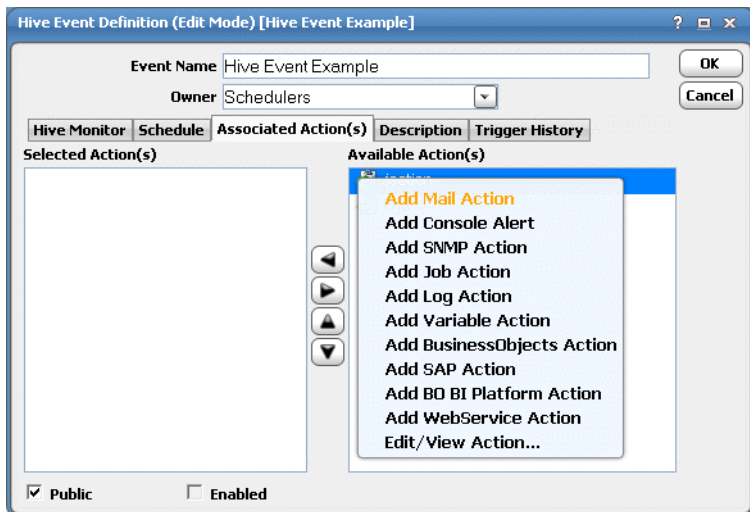 Hive Event Definition (Edit Mode) [Hive Event Example]
?
Event Name Hive Event Example
OK
Owner Schedulers
Cancel
Hive Monitor Schedule Associated Action(s) Description Trigger History
Selected Action(s) Available Action(s)
Add Mail Action
Add Console Alert
Add SNMP Action
Add Job Action
Add Log Action
Add Variable Action
Add BusinessObjects Action
Add SAP Action
Add BO BI Platform Action
Add WebService Action
Edit/View Action...
Public Enabled